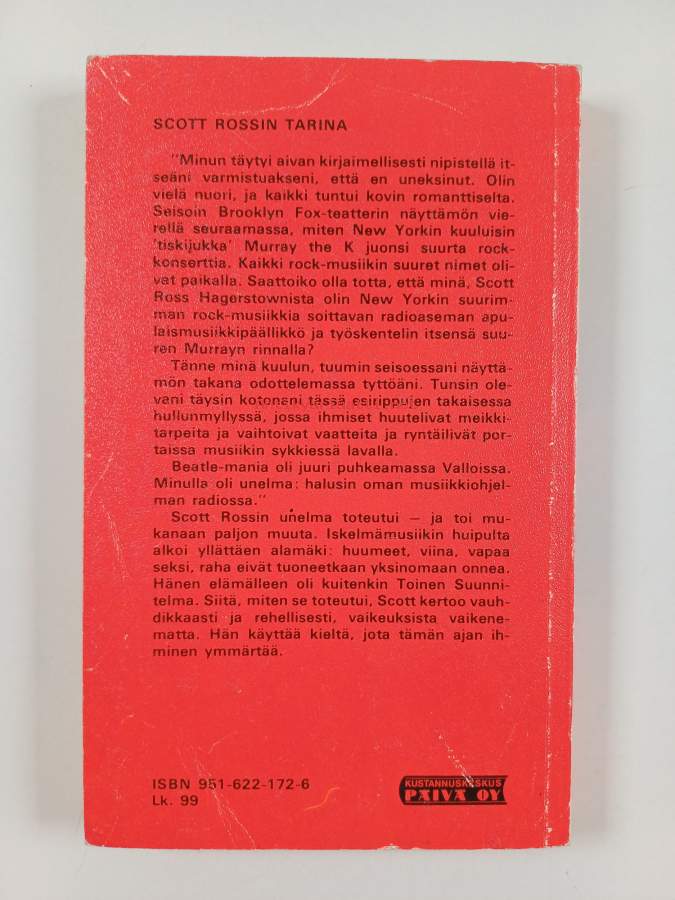 SCOTT ROSSIN TARINA
"Minun täytyi aivan kirjaimellisesti nipistellä it-
seäni varmistuakseni, että en uneksinut. Olin
vielä nuori, ja kaikki tuntui kovin romanttiselta.
Seisoin Brooklyn Fox-teatterin näyttämön vie-
rellä seuraamassa, miten New Yorkin kuuluisin
'tiskijukka' Murray the K juonsi suurta rock-
konserttia. Kaikki rock-musiikin suuret nimet oli-
vat paikalla. Saattoiko olla totta, että minä, Scott
Ross Hagerstownista olin New Yorkin suurim-
man rock-musiikkia soittavan radioaseman apu-
laismusiikkipäällikkö ja työskentelin itsensä suu-
ren Murrayn rinnalla?
Tänne minä kuulun, tuumin seisoessani näyttä-
mön takana odottelemassa tyttöäni. Tunsin ole-
vani täysin kotonani tässä esirippujen takaisessa
hullunmyllyssä, jossa ihmiset huutelivat meikki-
tarpeita ja vaihtoivat vaatteita ja ryntäilivät por-
taissa musiikin sykkiessä lavalla.
Beatle-mania oli juuri puhkeamassa Valloissa.
Minulla oli unelma: halusin oman musiikkiohjel-
man radiossa."
Scott Rossin unelma toteutui — ja toi mu-
kanaan paljon muuta. Iskelmämusiikin huipulta
alkoi yllättäen alamäki: huumeet, viina, vapaa
seksi, raha eivät tuoneetkaan yksinomaan onnea.
Hänen elämälleen oli kuitenkin Toinen Suunni-
telma. Siitä, miten se toteutui, Scott kertoo vauh-
dikkaasti ja rehellisesti, vaikeuksista vaikene-
matta. Hän käyttää kieltä, jota tämän ajan ih-
minen ymmärtää.
ISBN 951-622-172-6
Lk. 99
KUSTANNUSKESKUS
PÄIVÄ OY